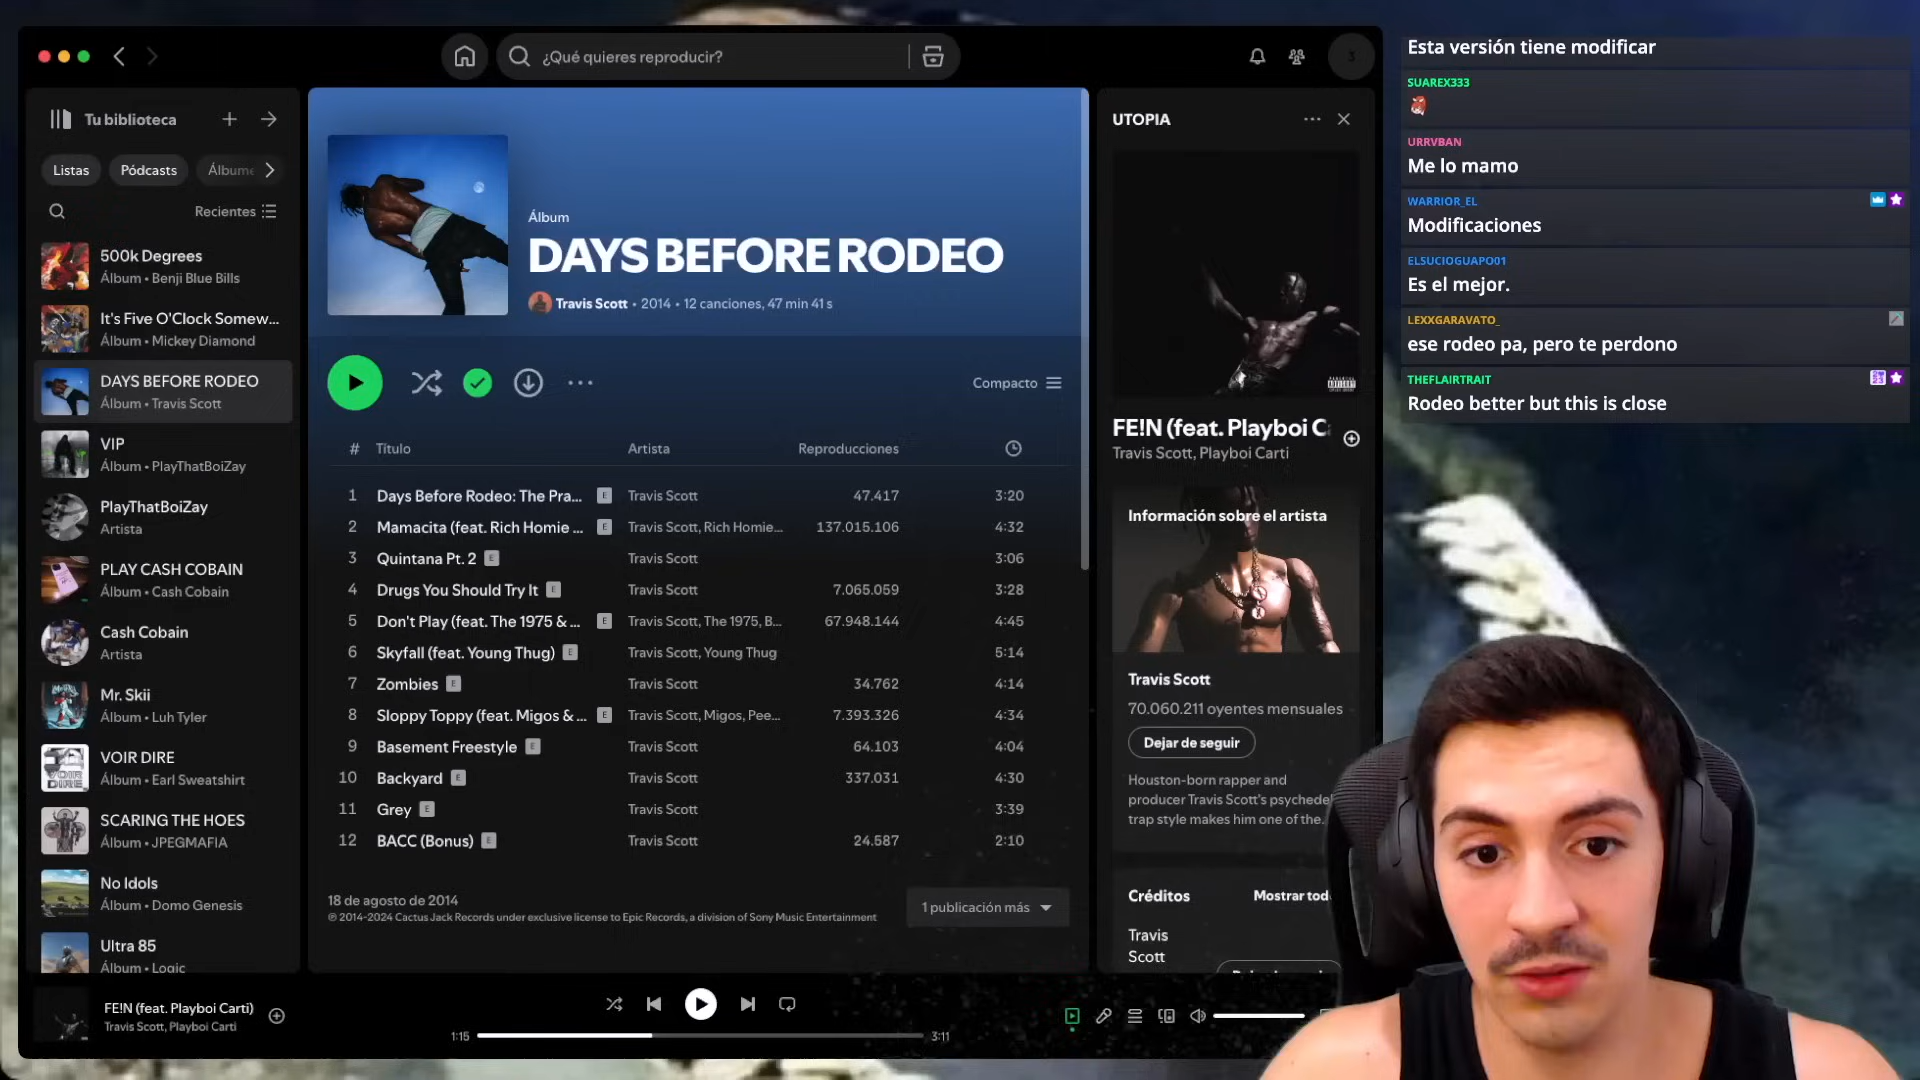 ¿Qué quieres reproducir?
3
Tu biblioteca
Listas
Pódcasts
Álbume
Recientes
500k Degrees
Álbum • Benji Blue Bills
It's Five O'Clock Somew...
Álbum • Mickey Diamond
DAYS BEFORE RODEO
Álbum • Travis Scott
VIP
Álbum • PlayThatBoiZay
PlayThatBoiZay
Artista
PLAY CASH COBAIN
Álbum • Cash Cobain
Cash Cobain
Artista
Mr. Skii
Álbum • Luh Tyler
VOIR DIRE
Álbum • Earl Sweatshirt
SCARING THE HOES
Álbum • JPEGMAFIA
No Idols
Álbum • Domo Genesis
Ultra 85
Álbum • Logic
Álbum
DAYS BEFORE RODEO
Travis Scott • 2014 • 12 canciones, 47 min 41 s
Compacto
# Título Artista Reproducciones
1 Days Before Rodeo: The Pra... E Travis Scott 47.417 3:20
2 Mamacita (feat. Rich Homie ... E Travis Scott, Rich Homie... 137.015.106 4:32
3 Quintana Pt. 2 E Travis Scott 3:06
4 Drugs You Should Try It E Travis Scott 7.065.059 3:28
5 Don't Play (feat. The 1975 & ... E Travis Scott, The 1975, B... 67.948.144 4:45
6 Skyfall (feat. Young Thug) E Travis Scott, Young Thug 5:14
7 Zombies E Travis Scott 34.762 4:14
8 Sloppy Toppy (feat. Migos & ... E Travis Scott, Migos, Pee... 7.393.326 4:34
9 Basement Freestyle E Travis Scott 64.103 4:04
10 Backyard E Travis Scott 337.031 4:30
11 Grey E Travis Scott 3:39
12 BACC (Bonus) E Travis Scott 24.587 2:10
18 de agosto de 2014
℗ 2014-2024 Cactus Jack Records under exclusive license to Epic Records, a division of Sony Music Entertainment
1 publicación más
UTOPIA
FE!N (feat. Playboi C
Travis Scott, Playboi Carti
Información sobre el artista
Travis Scott
70.060.211 oyentes mensuales
Dejar de seguir
Houston-born rapper and
producer Travis Scott's psychedel
trap style makes him one of the.
Créditos
Mostrar tod
Travis
Scott
FE!N (feat. Playboi Carti)
Travis Scott, Playboi Carti
1:15
3:11
Esta versión tiene modificar
SUAREX333
URRVBAN
Me lo mamo
WARRIOR_EL
Modificaciones
ELSUCIOGUAPO01
Es el mejor.
LEXXGARAVATO_
ese rodeo pa, pero te perdono
THEFLAIRTRAIT
Rodeo better but this is close